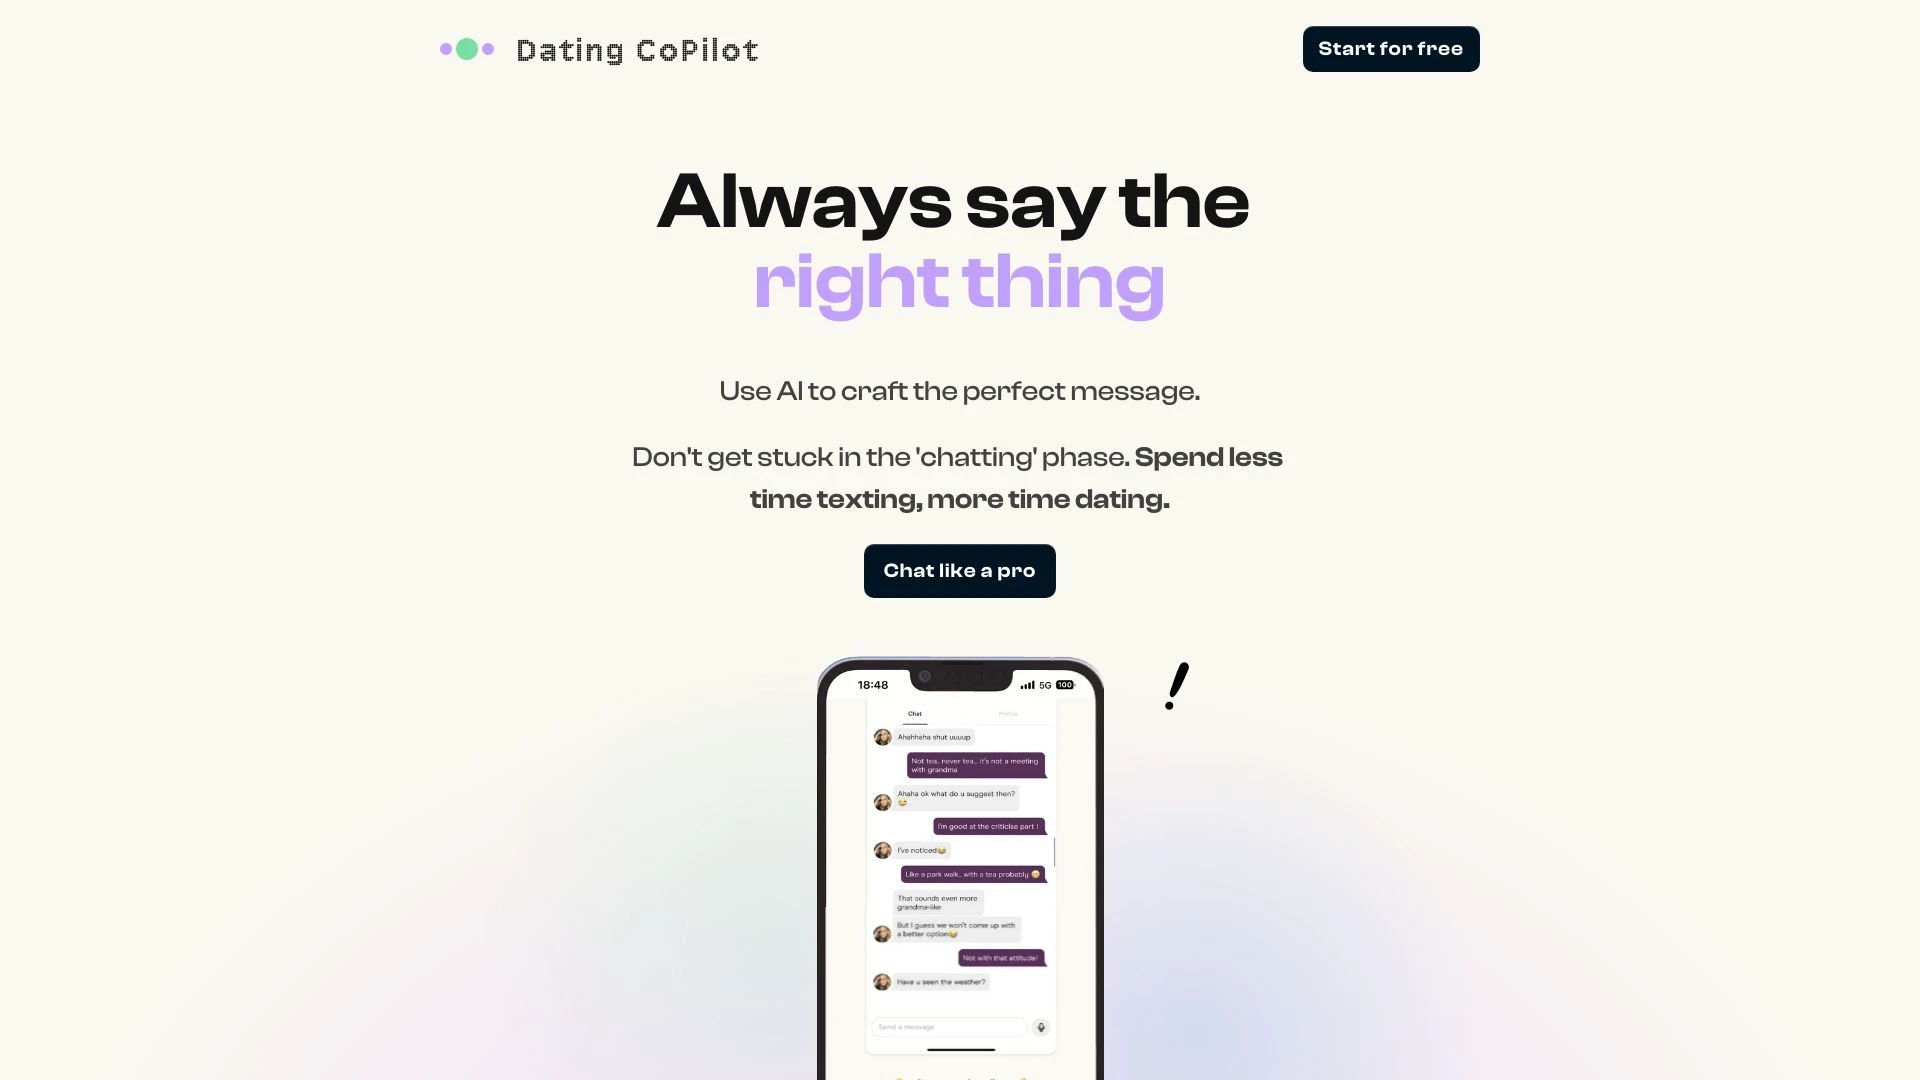 Dating CoPilot
Start for free
Always say the
right thing
Use AI to craft the perfect message.
Don't get stuck in the 'chatting' phase. Spend less
time texting, more time dating.
Chat like a pro
18:48
5G 100
Chat
Profile
Ahahhaha shut uuuup
Not tea.. never tea... it's not a meeting
with grandma
Ahaha ok what do u suggest then?
😅
I'm good at the criticise part !
I've noticed😂
Like a park walk.. with a tea probably 😁
That sounds even more
grandma-like
But I guess we won't come up with
a better option😂
Not with that attitude!
Have u seen the weather?
Send a message